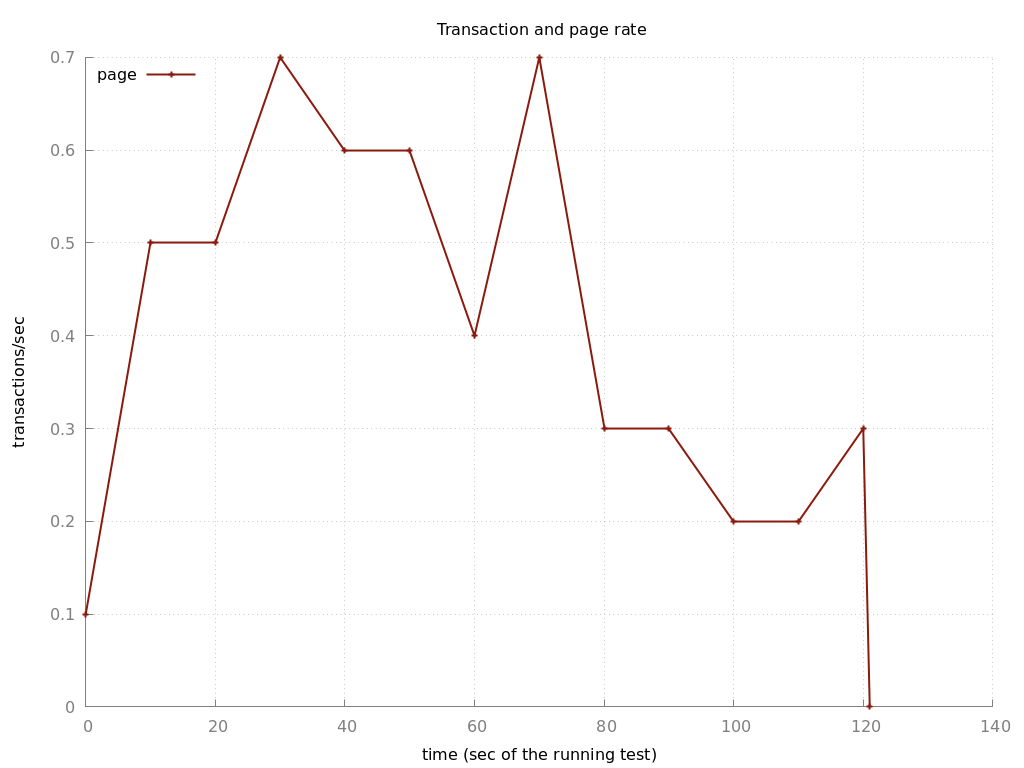 Transaction and page rate
page
0.7
0.6
0.5
0.4
0.3
0.2
0.1
0
transactions/sec
0 20 40 60 80 100 120 140
time (sec of the running test)